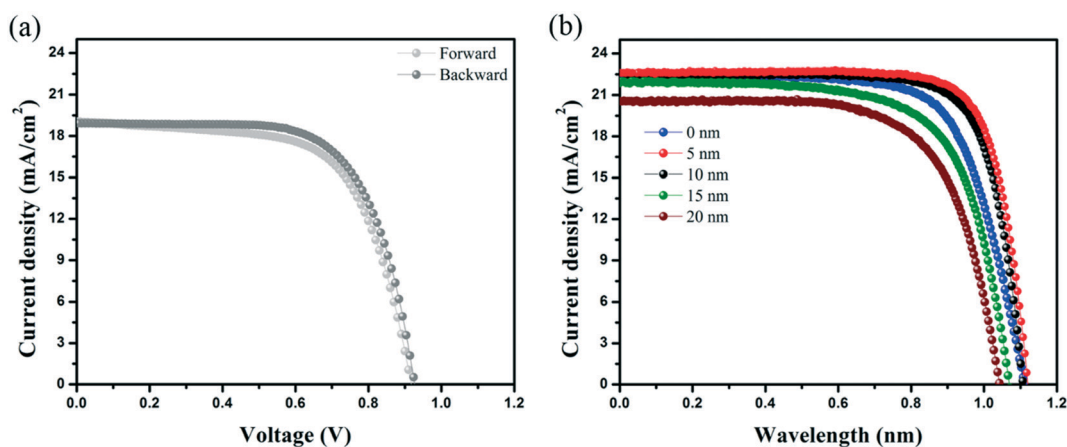 (a)
24
21
18
15
12
9
6
3
0
Current density (mA/cm²)
Forward
Backward
0.0 0.2 0.4 0.6 0.8 1.0 1.2
Voltage (V)
(b)
24
21
18
15
12
9
6
3
0
Current density (mA/cm²)
0 nm
5 nm
10 nm
15 nm
20 nm
0.0 0.2 0.4 0.6 0.8 1.0 1.2
Wavelength (nm)